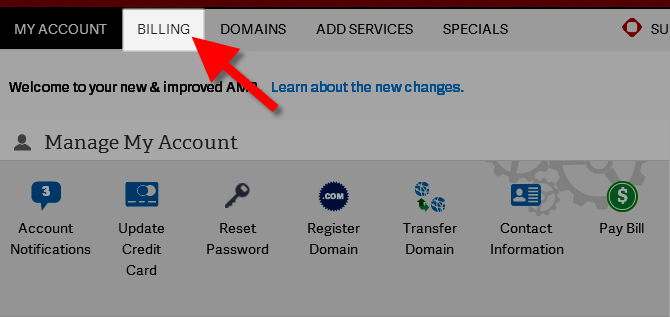 MY ACCOUNT BILLING DOMAINS ADD SERVICES SPECIALS SU
Welcome to your new & improved AMP Learn about the new changes.
Manage My Account
3
.COM
Account Notifications
Update Credit Card
Reset Password
Register Domain
Transfer Domain
Contact Information
Pay Bill